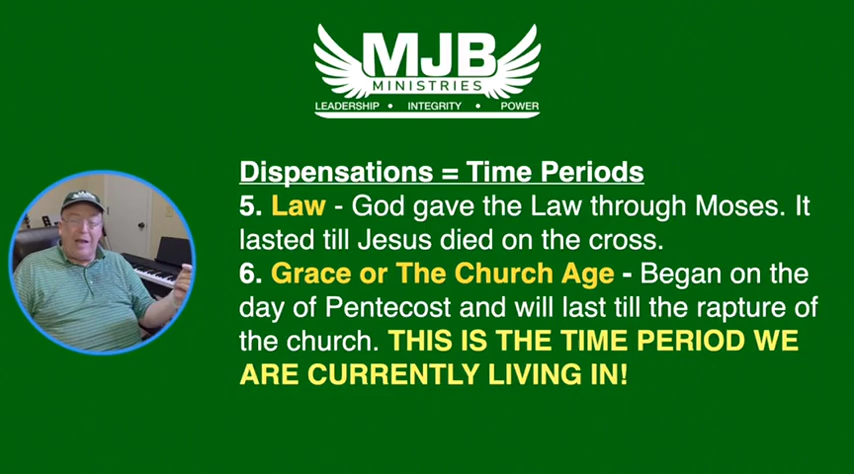 MJB
MINISTRIES
LEADERSHIP • INTEGRITY • POWER
Dispensations = Time Periods
5. Law - God gave the Law through Moses. It
lasted till Jesus died on the cross.
6. Grace or The Church Age - Began on the
day of Pentecost and will last till the rapture of
the church. THIS IS THE TIME PERIOD WE
ARE CURRENTLY LIVING IN!